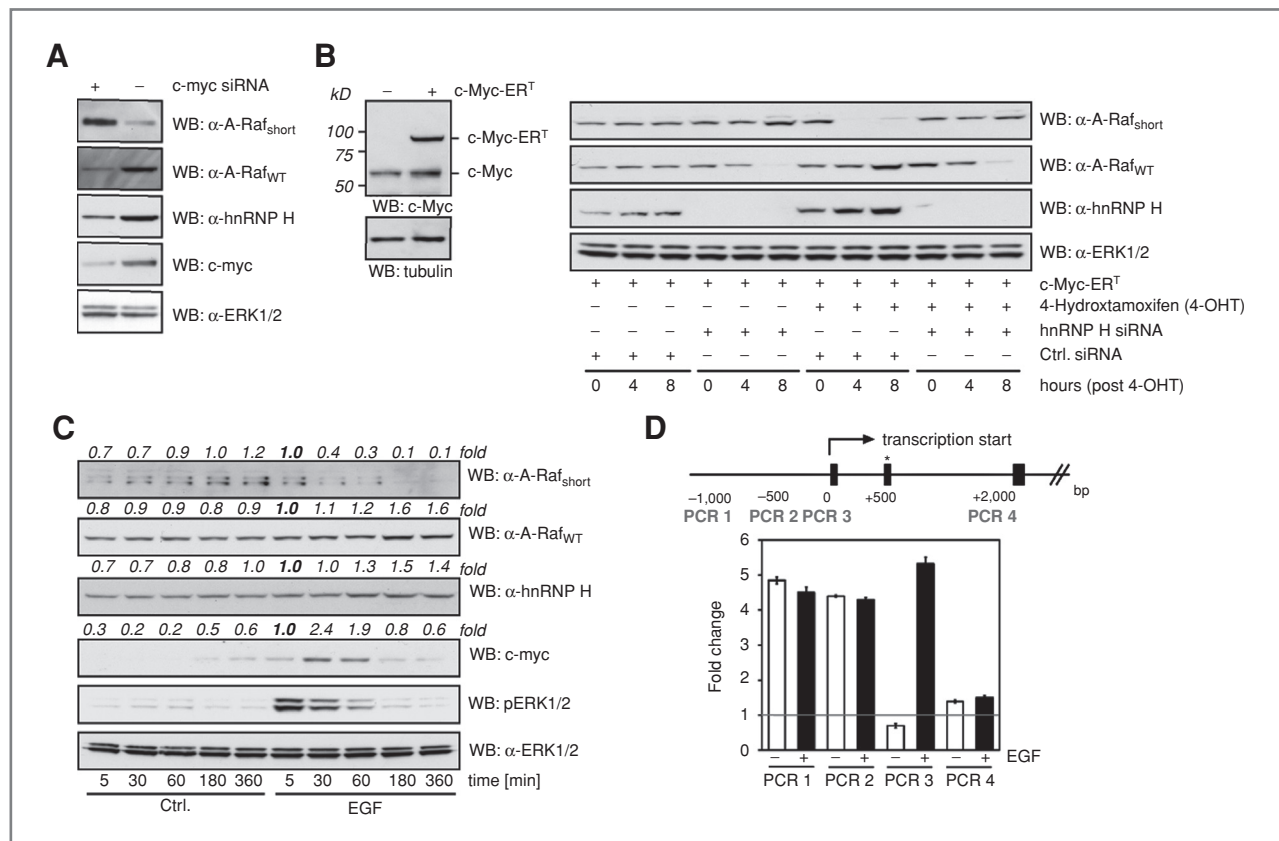 A
+ – c-myc siRNA
WB: α-A-Raf short
WB: α-A-Raf WT
WB: α-hnRNP H
WB: c-myc
WB: α-ERK1/2
B
kD – + c-Myc-ER T
100
75
50
c-Myc-ER T
c-Myc
WB: c-Myc
WB: tubulin
WB: α-A-Raf short
WB: α-A-Raf WT
WB: α-hnRNP H
WB: α-ERK1/2
+ + + + + + + + + + + + c-Myc-ER T
– – – – – – + + + + + + 4-Hydroxtamoxifen (4-OHT)
– – – + + + – – – + + + hnRNP H siRNA
+ + + – – – + + + – – – Ctrl. siRNA
0 4 8 0 4 8 0 4 8 0 4 8 hours (post 4-OHT)
C
0.7 0.7 0.9 1.0 1.2 1.0 0.4 0.3 0.1 0.1 fold
WB: α-A-Raf short
0.8 0.9 0.9 0.8 0.9 1.0 1.1 1.2 1.6 1.6 fold
WB: α-A-Raf WT
0.7 0.7 0.8 0.8 1.0 1.0 1.0 1.3 1.5 1.4 fold
WB: α-hnRNP H
0.3 0.2 0.2 0.5 0.6 1.0 2.4 1.9 0.8 0.6 fold
WB: c-myc
WB: pERK1/2
WB: α-ERK1/2
5 30 60 180 360 5 30 60 180 360 time [min]
Ctrl. EGF
D
transcription start
*
–1,000 –500 0 +500 +2,000 bp
PCR 1 PCR 2 PCR 3 PCR 4
Fold change
6
5
4
3
2
1
0
– + – + – + – + EGF
PCR 1 PCR 2 PCR 3 PCR 4